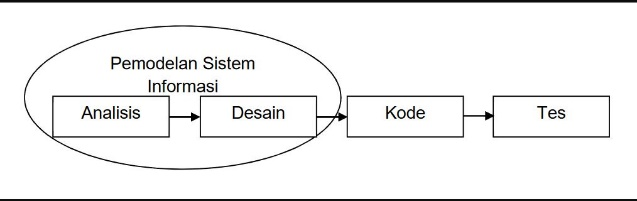 Pemodelan Sistem
Informasi
Analisis
Desain
Kode
Tes